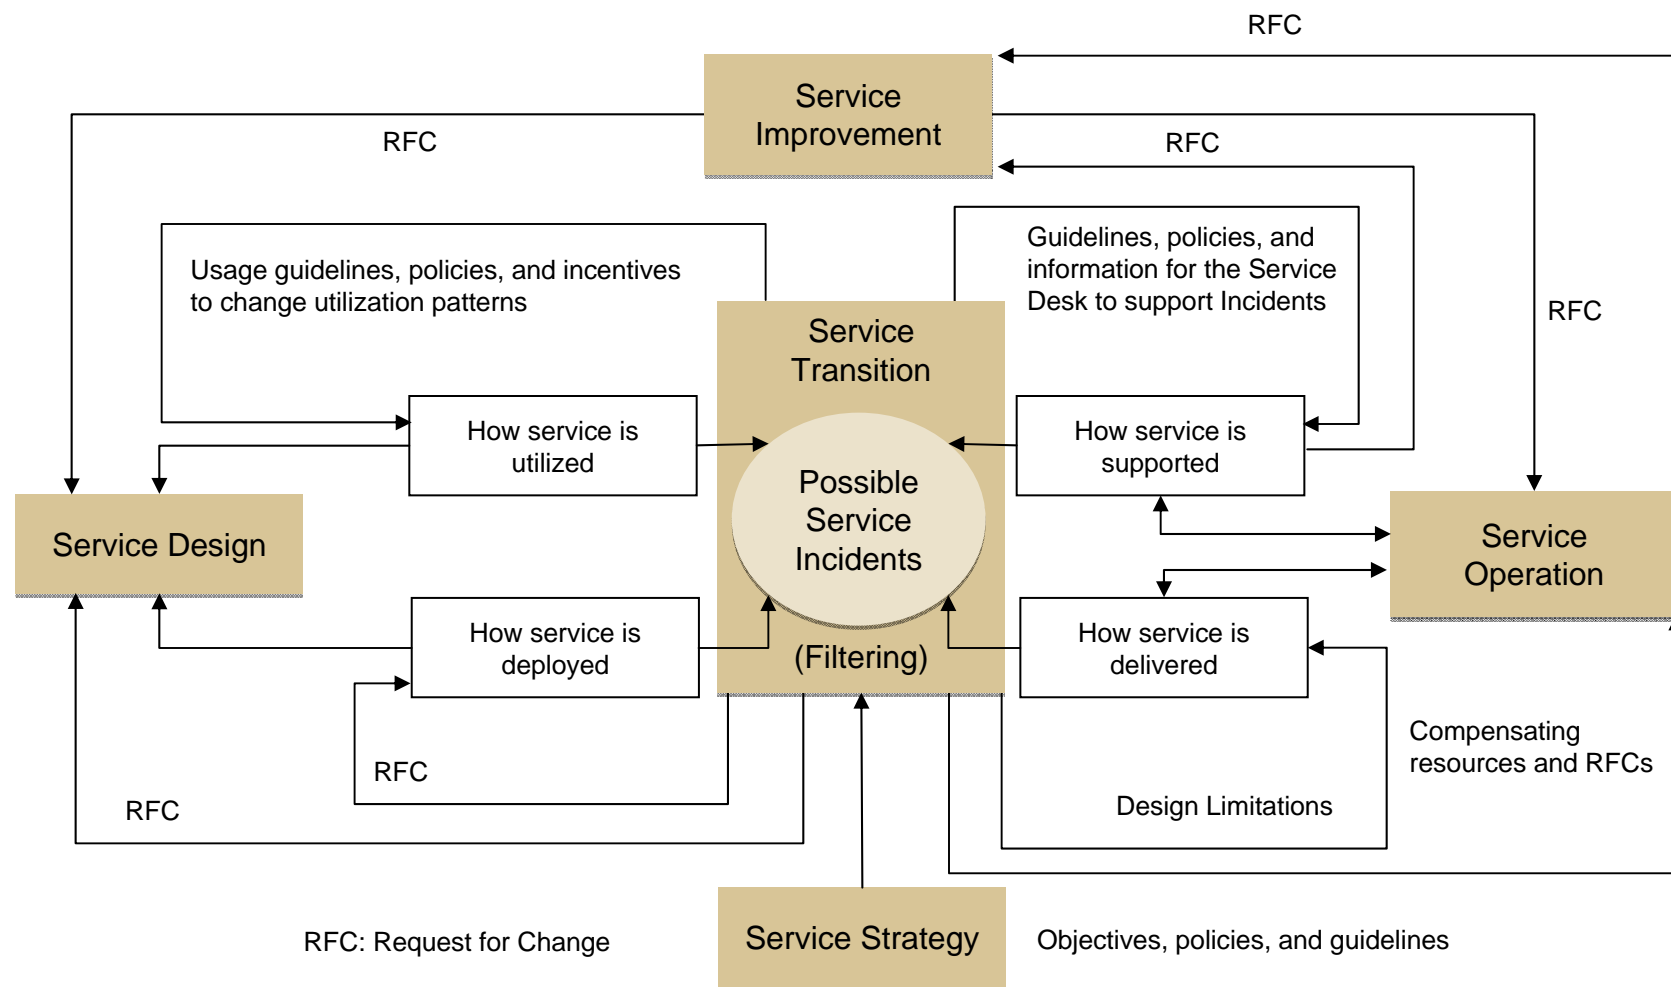 RFC
Service
Improvement
RFC
RFC
Usage guidelines, policies, and incentives
to change utilization patterns
Guidelines, policies, and
information for the Service
Desk to support Incidents
RFC
Service
Transition
How service is
utilized
How service is
supported
Possible
Service
Incidents
Service Design
Service
Operation
How service is
deployed
(Filtering)
How service is
delivered
Compensating
resources and RFCs
RFC
RFC
Design Limitations
RFC: Request for Change
Service Strategy
Objectives, policies, and guidelines